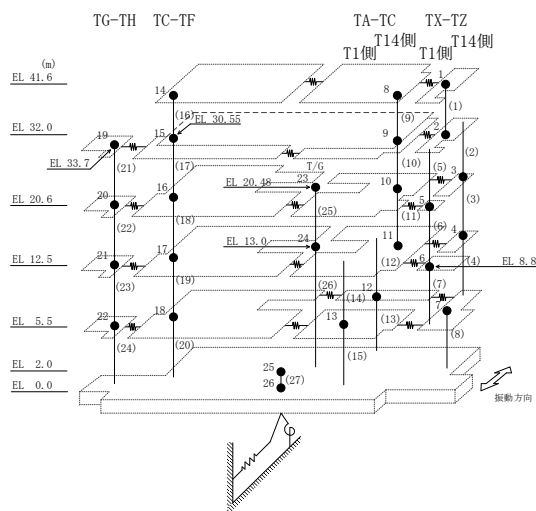 TG-TH TC-TF TA-TC TX-TZ
T1側 T14側 T1側 T14側
(m)
EL 41.6
14 8 1
(16) EL 30.55 (9) (1)
EL 32.0
19 15 9 2
EL 33.7 (21) (17) (10) (2)
T/G
16 23 10 (5) 3
EL 20.48 (3)
EL 20.6
20 (18) (25) (11) 5
(22)
24 11 (6) 4
EL 13.0
17 (12) 6 (4) EL 8.8
EL 12.5
21 (19) (26) (14) 12 (7)
(23)
18 13 (13) 7
EL 5.5
22 (20) (15) (8)
(24)
EL 2.0
25
EL 0.0
26 (27)
振動方向